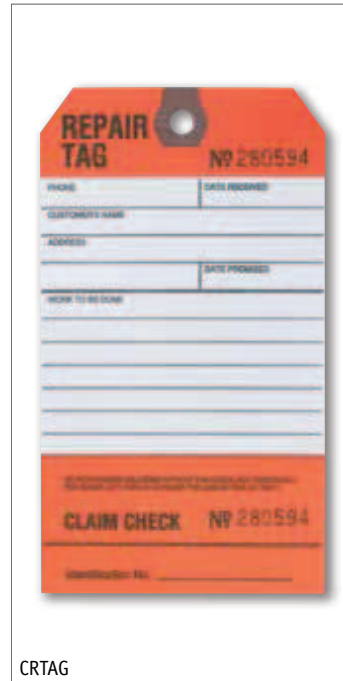 REPAIR
TAG
Nº 280594
PHONE DATE RECEIVED
CUSTOMER'S NAME
ADDRESS
DATE PROMISED
WORK TO BE DONE
CLAIM CHECK Nº 280594
Identification No.
CRTAG